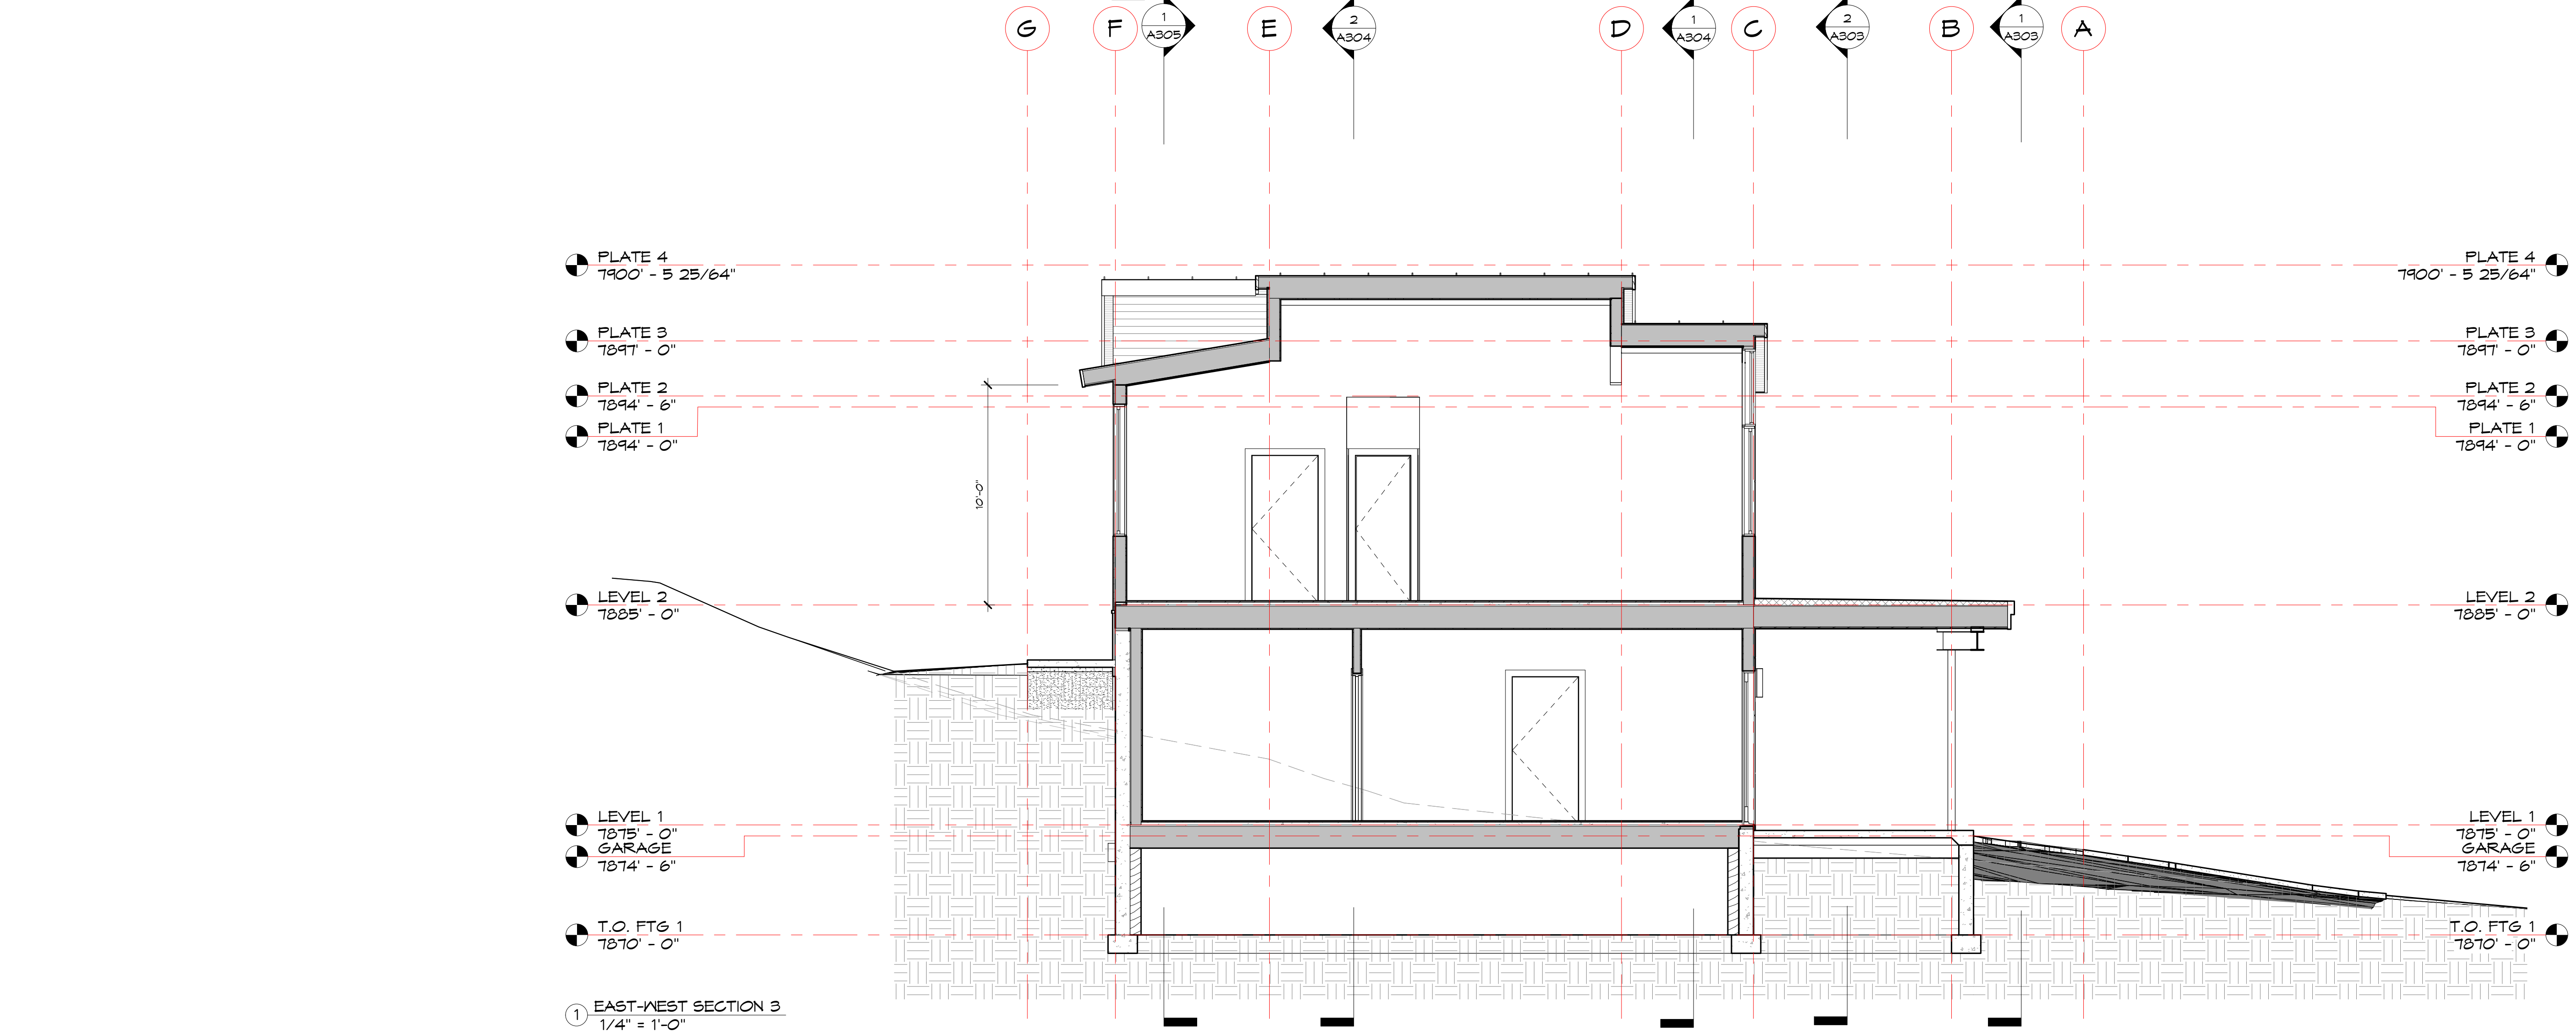 G
F
1
A305
E
2
A304
D
1
A304
C
2
A303
B
1
A303
A
PLATE 4
7900' - 5 25/64"
PLATE 3
7897' - 0"
PLATE 2
7894' - 6"
PLATE 1
7894' - 0"
10'-0"
LEVEL 2
7885' - 0"
LEVEL 1
7875' - 0"
GARAGE
7874' - 6"
T.O. FTG 1
7870' - 0"
PLATE 4
7900' - 5 25/64"
PLATE 3
7897' - 0"
PLATE 2
7894' - 6"
PLATE 1
7894' - 0"
LEVEL 2
7885' - 0"
LEVEL 1
7875' - 0"
GARAGE
7874' - 6"
T.O. FTG 1
7870' - 0"
1
EAST-WEST SECTION 3
1/4" = 1'-0"